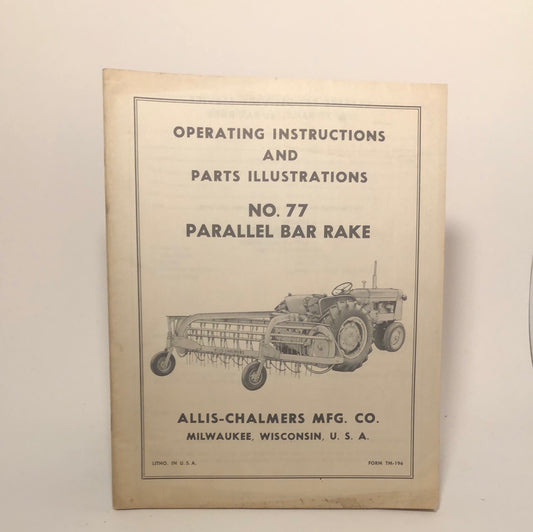 OPERATING INSTRUCTIONS
AND
PARTS ILLUSTRATIONS
NO. 77
PARALLEL BAR RAKE
ALLIS-CHALMERS MFG. CO.
MILWAUKEE, WISCONSIN, U. S. A.
LITHO. IN U. S. A.
FORM TM-196